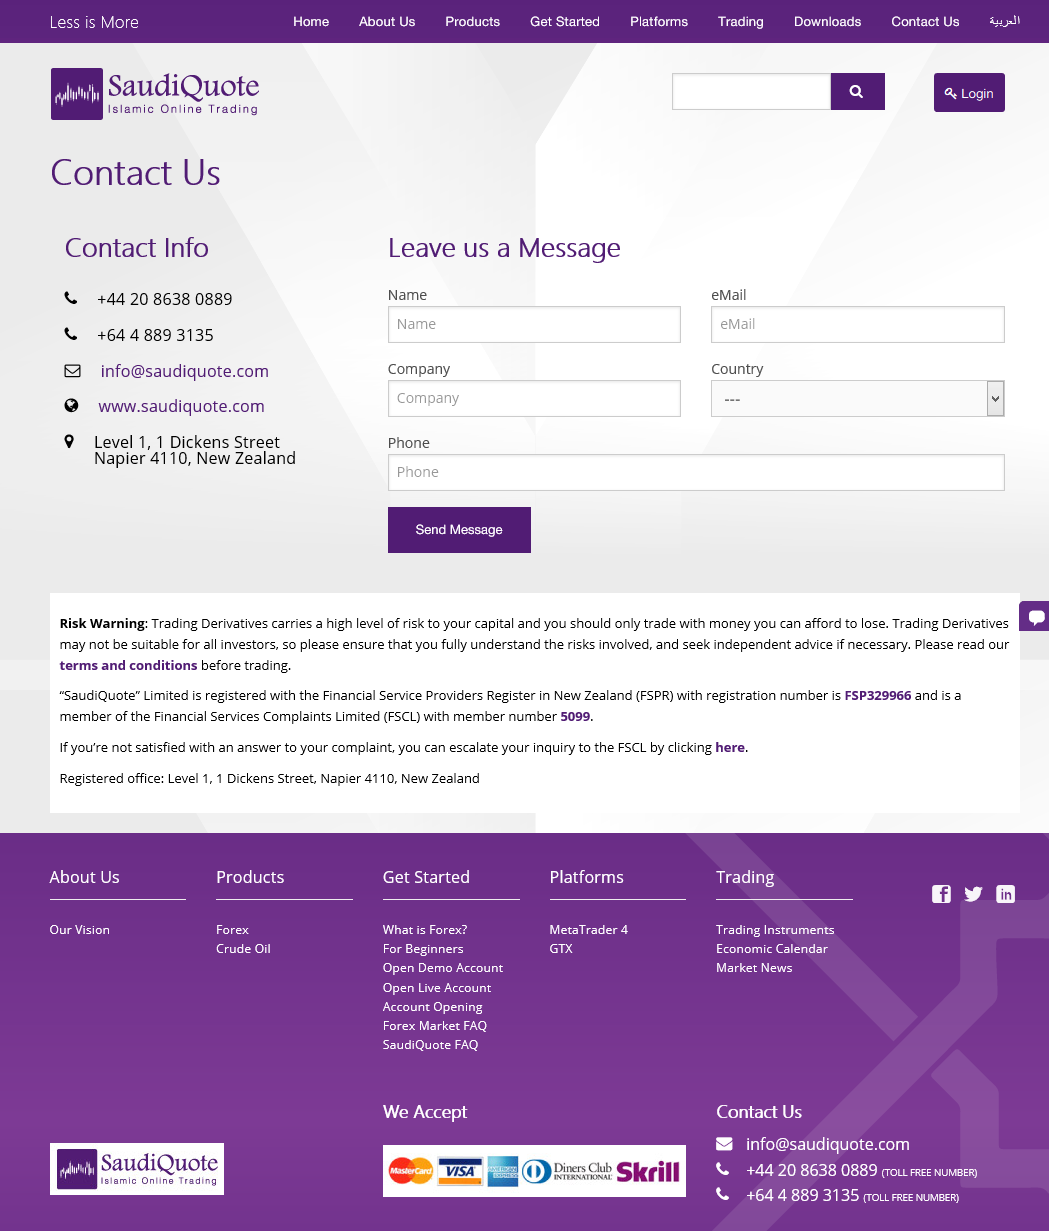 Less is More
Home About Us Products Get Started Platforms Trading Downloads Contact Us العربية
SaudiQuote
Islamic Online Trading
Login
Contact Us
Contact Info
+44 20 8638 0889
+64 4 889 3135
info@saudiquote.com
www.saudiquote.com
Level 1, 1 Dickens Street
Napier 4110, New Zealand
Leave us a Message
Name eMail
Name eMail
Company Country
Company ---
Phone
Phone
Send Message
Risk Warning: Trading Derivatives carries a high level of risk to your capital and you should only trade with money you can afford to lose. Trading Derivatives
may not be suitable for all investors, so please ensure that you fully understand the risks involved, and seek independent advice if necessary. Please read our
terms and conditions before trading.
“SaudiQuote” Limited is registered with the Financial Service Providers Register in New Zealand (FSPR) with registration number is FSP329966 and is a
member of the Financial Services Complaints Limited (FSCL) with member number 5099.
If you’re not satisfied with an answer to your complaint, you can escalate your inquiry to the FSCL by clicking here.
Registered office: Level 1, 1 Dickens Street, Napier 4110, New Zealand
About Us
Our Vision
Products
Forex
Crude Oil
Get Started
What is Forex?
For Beginners
Open Demo Account
Open Live Account
Account Opening
Forex Market FAQ
SaudiQuote FAQ
Platforms
MetaTrader 4
GTX
Trading
Trading Instruments
Economic Calendar
Market News
SaudiQuote
Islamic Online Trading
We Accept
MasterCard VISA AMERICAN EXPRESS Diners Club INTERNATIONAL Skrill
Contact Us
info@saudiquote.com
+44 20 8638 0889 (TOLL FREE NUMBER)
+64 4 889 3135 (TOLL FREE NUMBER)